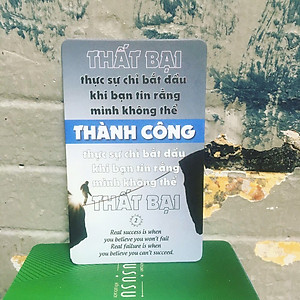 THẤT BẠI
thực sự chỉ bắt đầu
khi bạn tin rằng
mình không thể
THÀNH CÔNG
thực sự chỉ bắt đầu
khi bạn tin rằng
mình không thể
THẤT BẠI
Real success is when
you believe you won't fail
Real failure is when
you believe you can't succeed.
SUSU